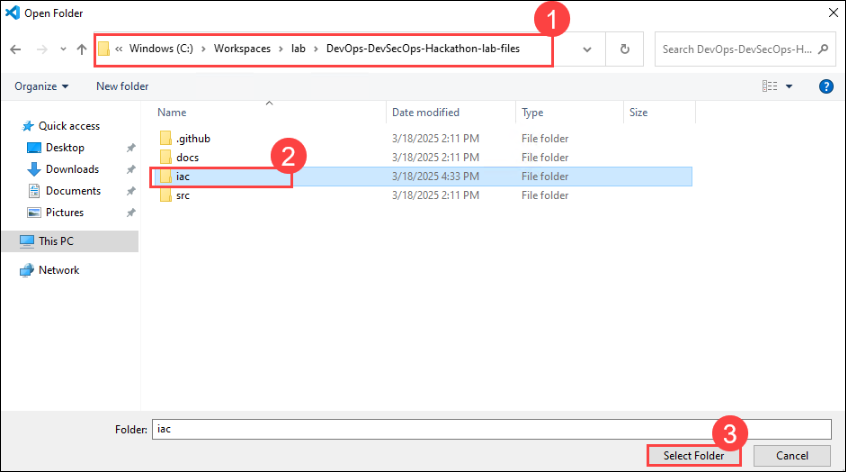 Open Folder
1
« Windows (C:) > Workspaces > lab > DevOps-DevSecOps-Hackathon-lab-files
Search DevOps-DevSecOps-H...
Organize
New folder
?
Name Date modified Type Size
Quick access
Desktop
Downloads
Documents
Pictures
This PC
Network
.github 3/18/2025 2:11 PM File folder
docs 3/18/2025 2:11 PM File folder
2
iac 3/18/2025 4:33 PM File folder
src 3/18/2025 2:11 PM File folder
Folder: iac
3
Select Folder
Cancel